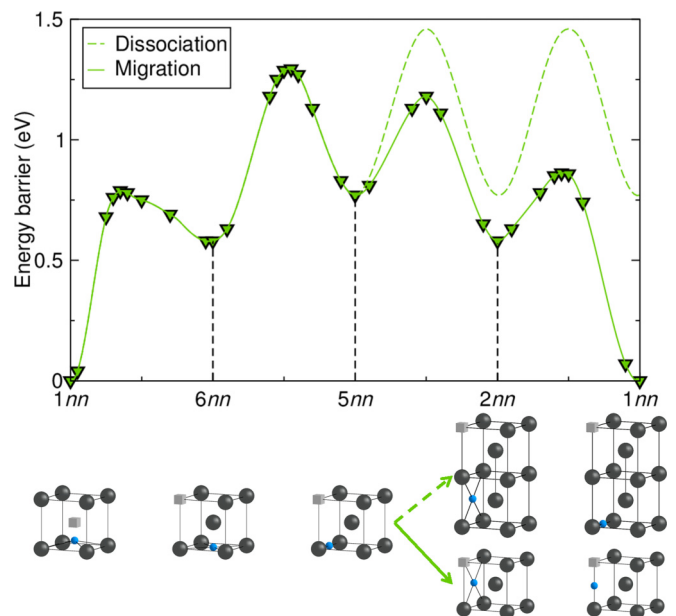 1.5
Dissociation
Migration
1
0.5
0
Energy barrier (eV)
1nn 6nn 5nn 2nn 1nn